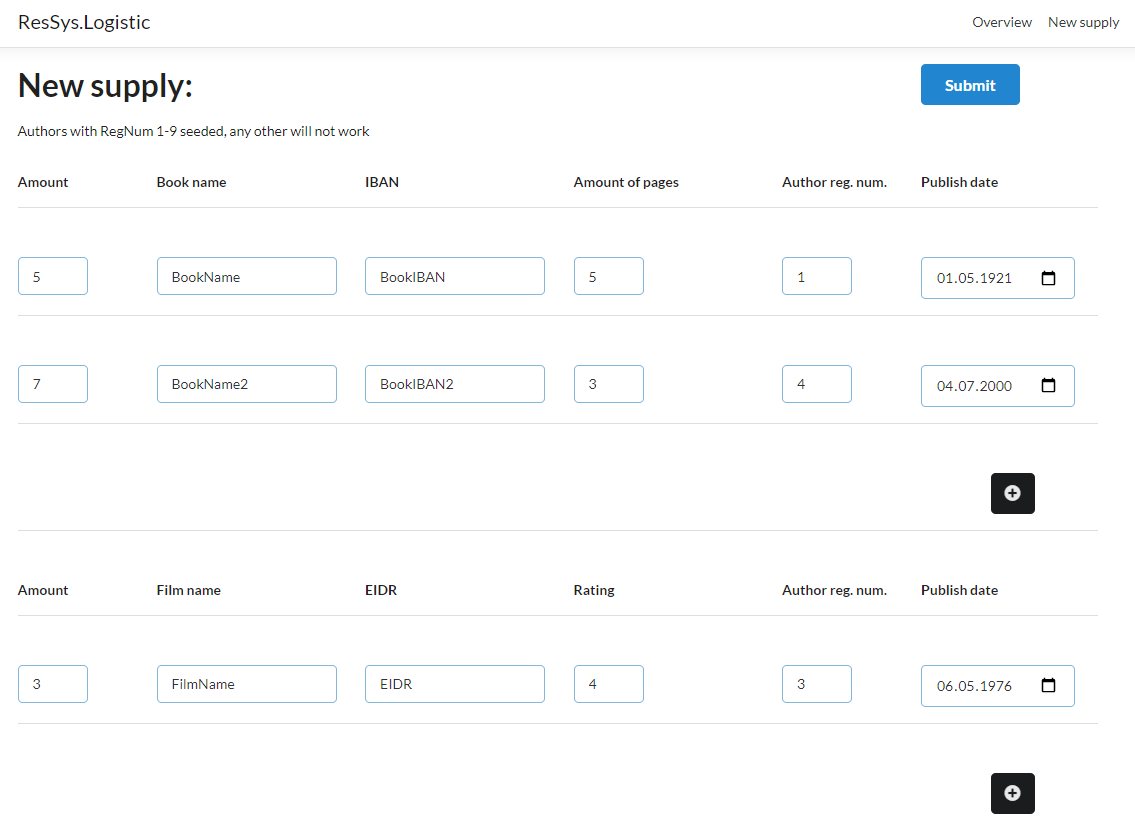 ResSys.Logistic Overview New supply
New supply: Submit
Authors with RegNum 1-9 seeded, any other will not work
Amount Book name IBAN Amount of pages Author reg. num. Publish date
5 BookName BookIBAN 5 1 01.05.1921
7 BookName2 BookIBAN2 3 4 04.07.2000
Amount Film name EIDR Rating Author reg. num. Publish date
3 FilmName EIDR 4 3 06.05.1976